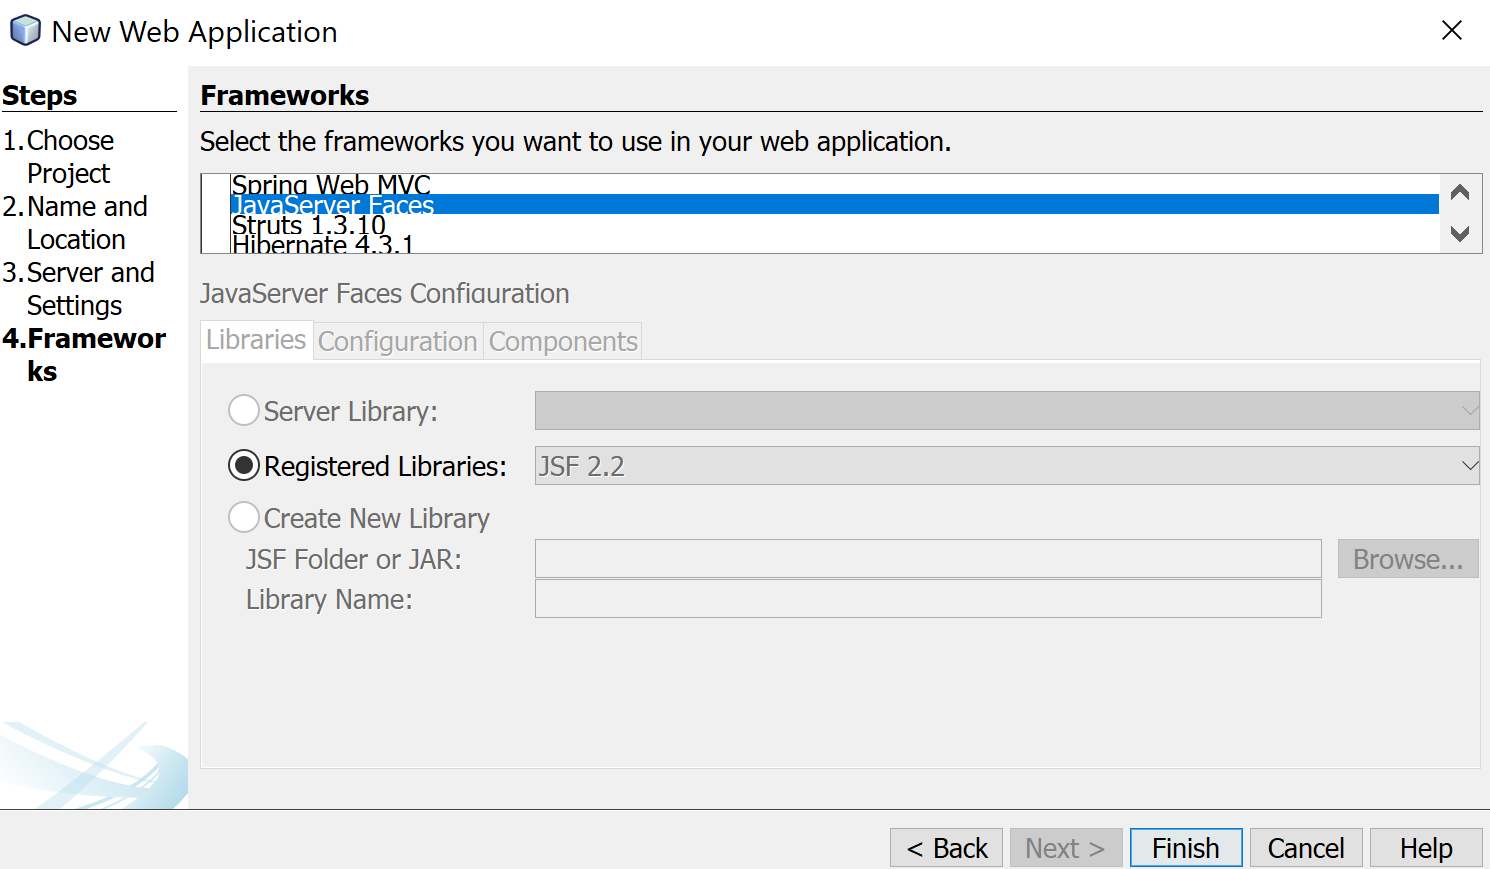 New Web Application
Steps
1. Choose
Project
2. Name and
Location
3. Server and
Settings
4. Framewor
ks
Frameworks
Select the frameworks you want to use in your web application.
Spring Web MVC
JavaServer Faces
Struts 1.3.10
Hibernate 4.3.1
JavaServer Faces Configuration
Libraries Configuration Components
Server Library:
Registered Libraries: JSF 2.2
Create New Library
JSF Folder or JAR: Browse...
Library Name:
< Back Next > Finish Cancel Help